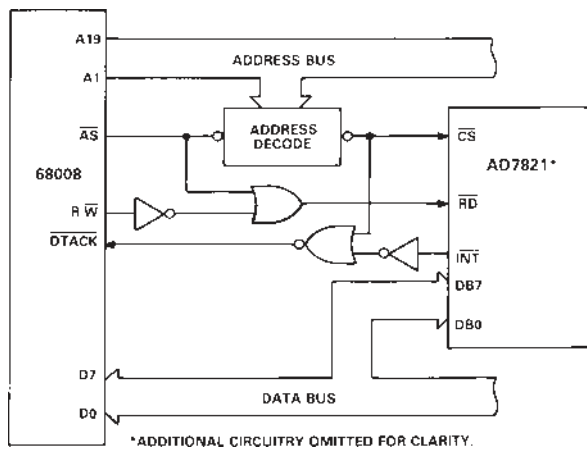 A19
ADDRESS BUS
A1
ADDRESS
DECODE
AS
CS
AD7821*
68008
R W
RD
DTACK
INT
DB7
DB0
D7
DATA BUS
D0
*ADDITIONAL CIRCUITRY OMITTED FOR CLARITY.